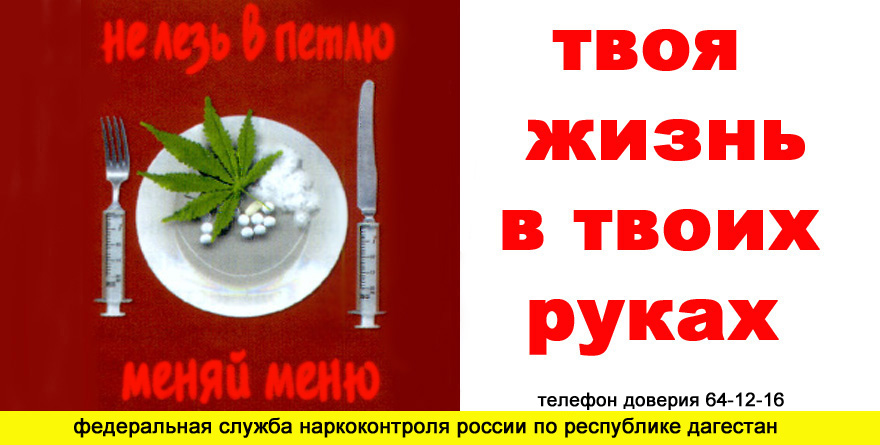 не лезь в петлю
меняй меню
твоя
жизнь
в твоих
руках
телефон доверия 64-12-16
федеральная служба наркоконтроля россии по республике дагестан